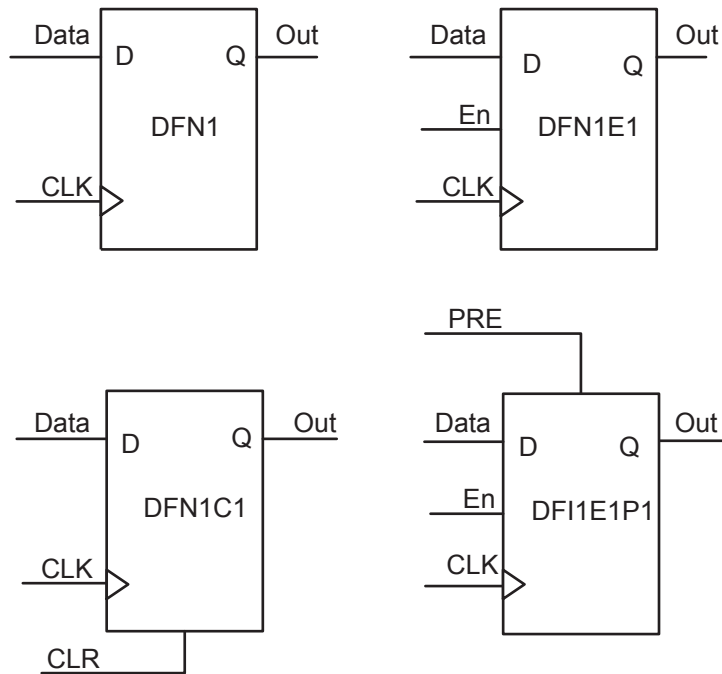 Data
D
Q
Out
DFN1
CLK
Data
D
Q
Out
En
DFN1E1
CLK
Data
D
Q
Out
DFN1C1
CLK
CLR
PRE
Data
D
Q
Out
En
DFI1E1P1
CLK